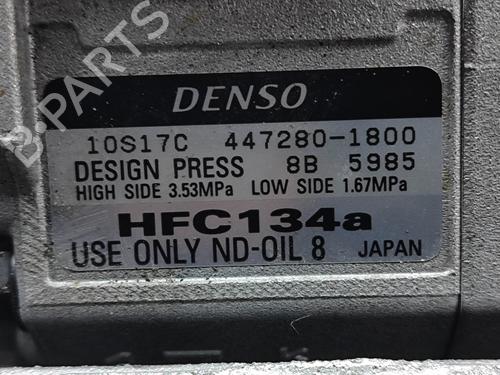 B-PARTS
DENSO
10S17C 447280-1800
DESIGN PRESS 8B 5985
HIGH SIDE 3.53MPa LOW SIDE 1.67MPa
HFC134a
USE ONLY ND-OIL 8 JAPAN